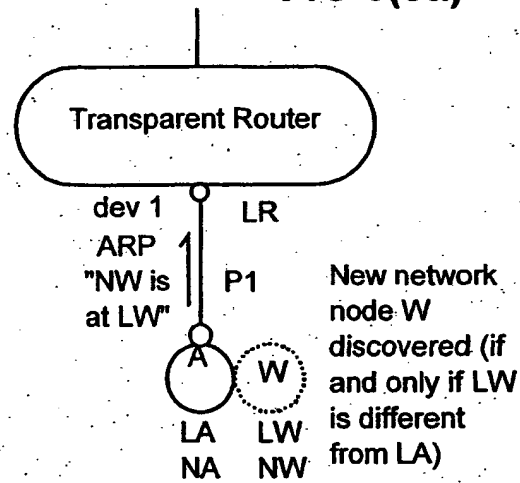 Transparent Router
dev 1
LR
ARP
"NW is
at LW"
P1
New network
node W
discovered (if
and only if LW
is different
from LA)
A
W
LA
LW
NA
NW